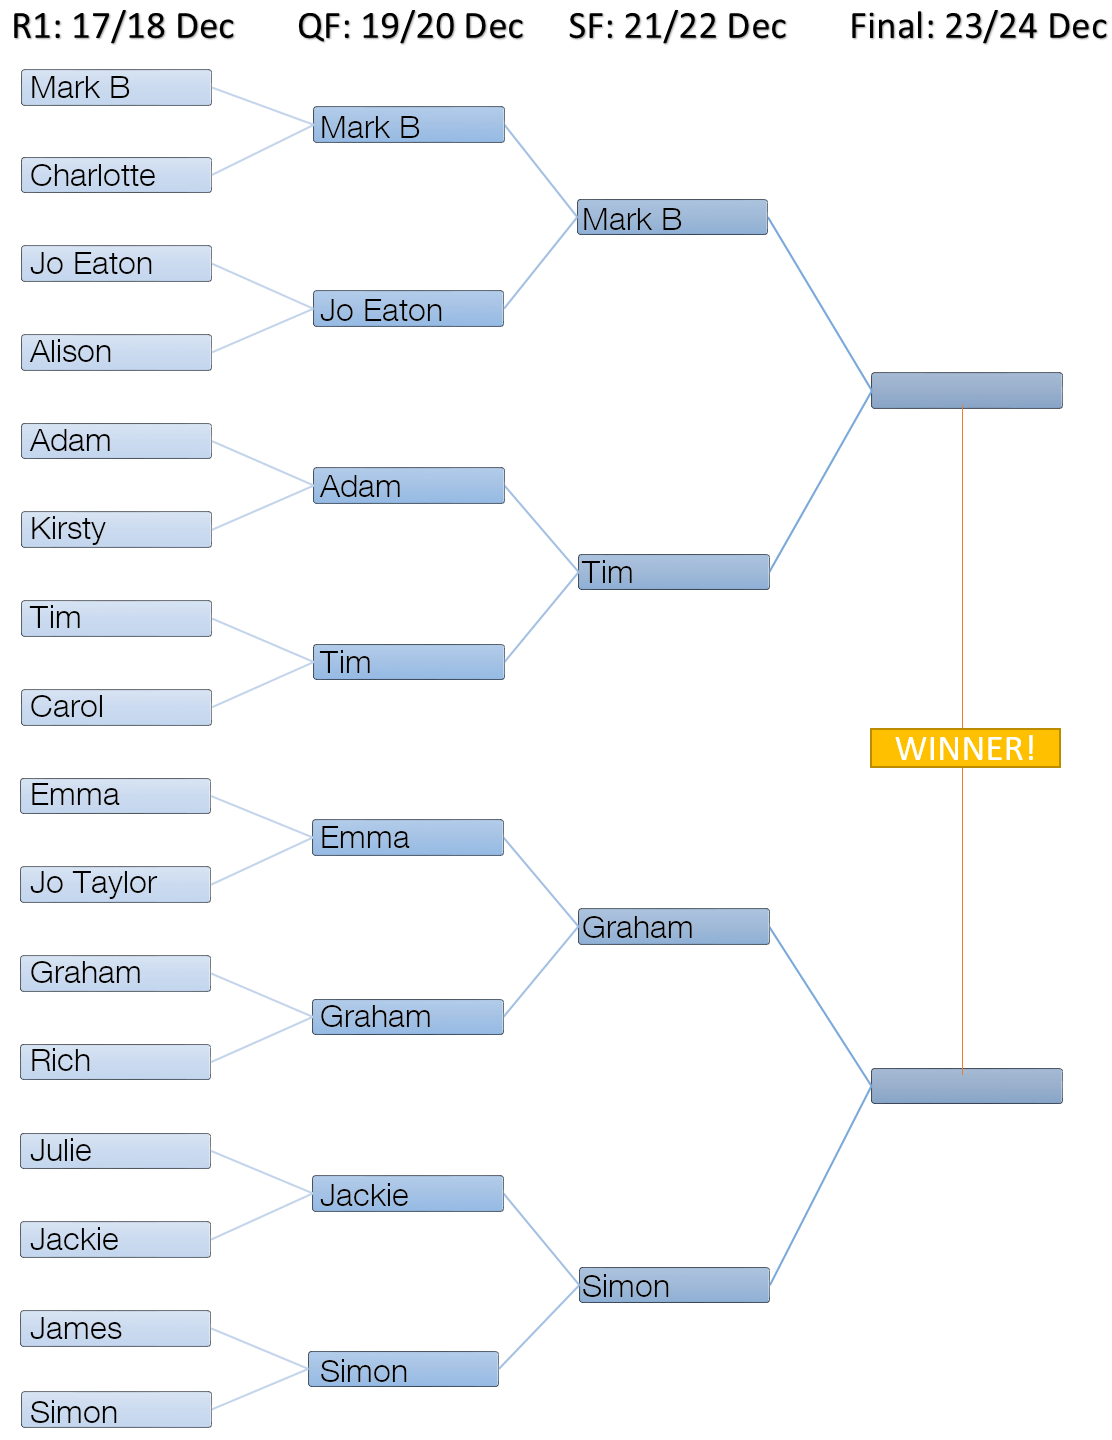 R1: 17/18 Dec
QF: 19/20 Dec
SF: 21/22 Dec
Final: 23/24 Dec
Mark B
Charlotte
Jo Eaton
Alison
Adam
Kirsty
Tim
Carol
Emma
Jo Taylor
Graham
Rich
Julie
Jackie
James
Simon
Mark B
Jo Eaton
Adam
Tim
Emma
Graham
Jackie
Simon
Mark B
Tim
Graham
Simon
WINNER!